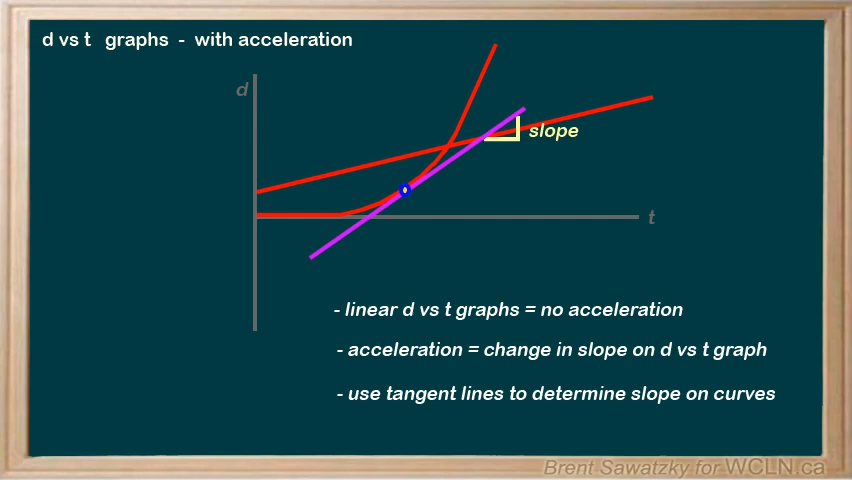 d vs t graphs - with acceleration
d
slope
t
- linear d vs t graphs = no acceleration
- acceleration = change in slope on d vs t graph
- use tangent lines to determine slope on curves
Brent Sawatzky for WCLN.ca